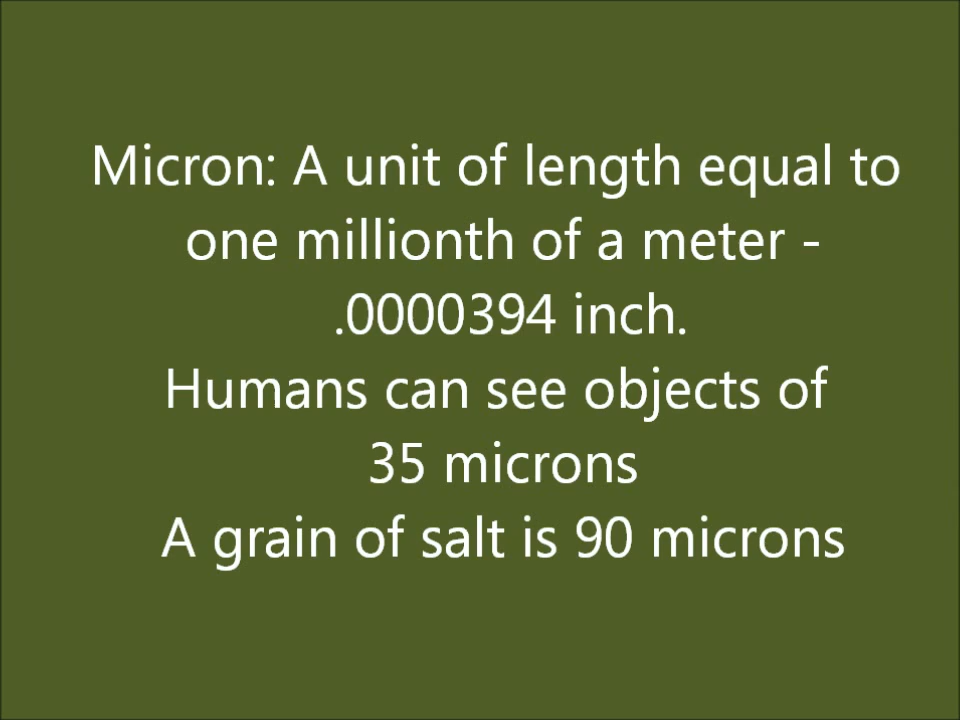 Micron: A unit of length equal to
one millionth of a meter -
.0000394 inch.
Humans can see objects of
35 microns
A grain of salt is 90 microns